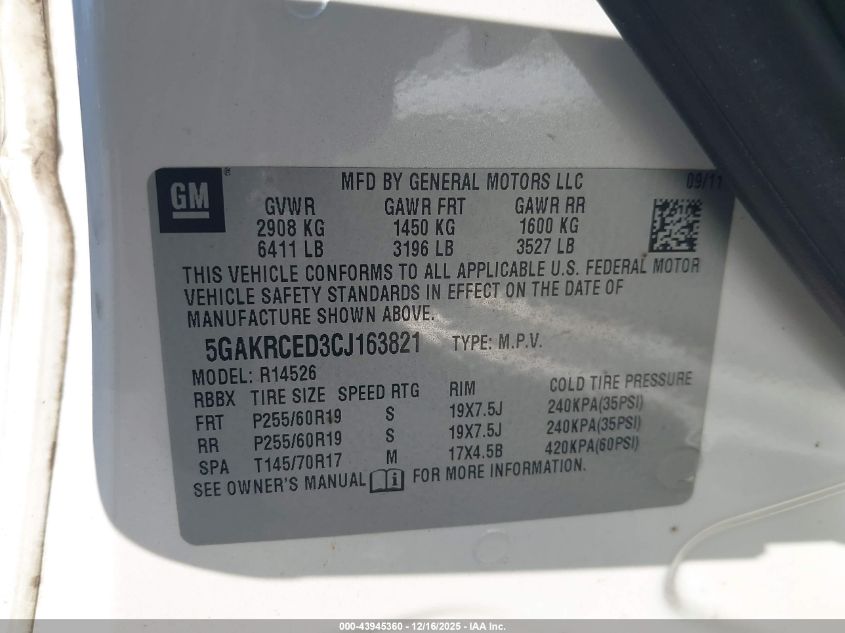 GM® MFD BY GENERAL MOTORS LLC 09/11
GVWR GAWR FRT GAWR RR
2908 KG 1450 KG 1600 KG
6411 LB 3196 LB 3527 LB
THIS VEHICLE CONFORMS TO ALL APPLICABLE U.S. FEDERAL MOTOR
VEHICLE SAFETY STANDARDS IN EFFECT ON THE DATE OF
MANUFACTURE SHOWN ABOVE.
5GAKRCED3CJ163821 TYPE: M.P.V.
MODEL: R14526
RBBX TIRE SIZE SPEED RTG RIM COLD TIRE PRESSURE
FRT P255/60R19 S 19X7.5J 240KPA(35PSI)
RR P255/60R19 S 19X7.5J 240KPA(35PSI)
SPA T145/70R17 M 17X4.5B 420KPA(60PSI)
SEE OWNER'S MANUAL i FOR MORE INFORMATION.
000-43945360 - 12/16/2025 - IAA Inc.